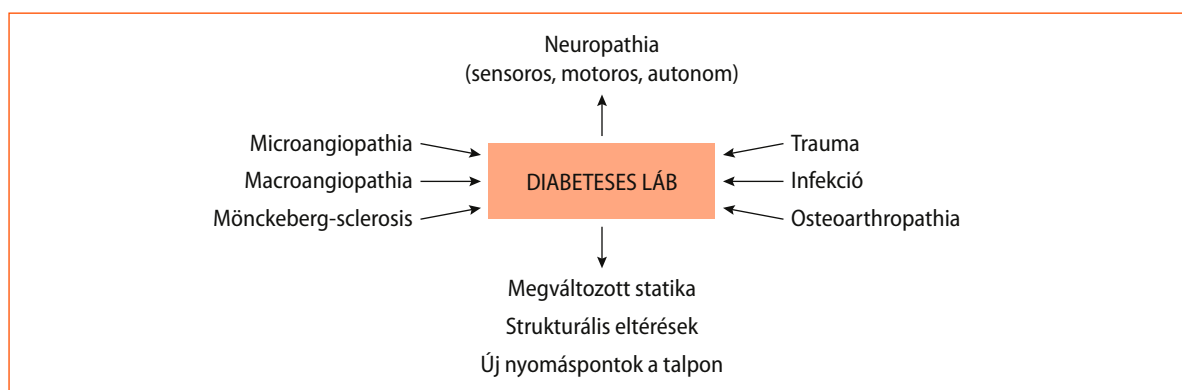 Neuropathia
(sensoros, motoros, autonom)
Microangiopathia
Macroangiopathia
Mönckeberg-sclerosis
DIABETESES LÁB
Trauma
Infekció
Osteoarthropathia
Megváltozott statika
Strukturális eltérések
Új nyomáspontok a talpon